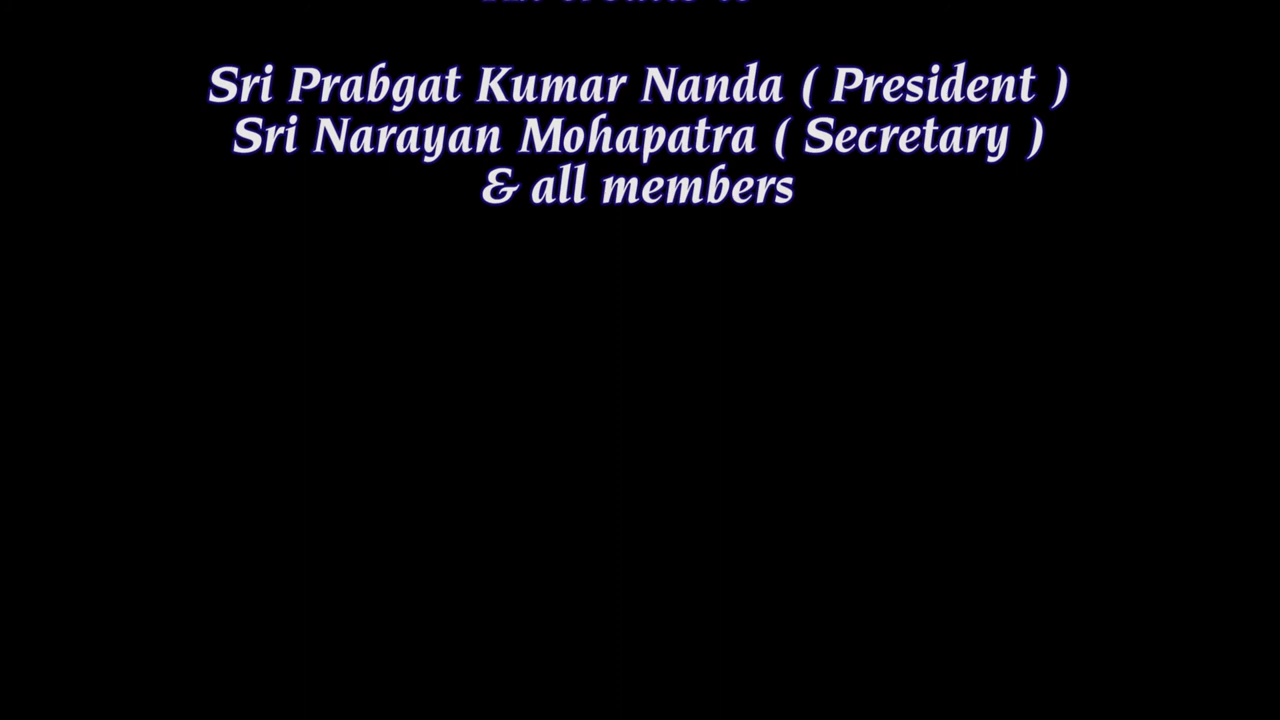 Sri Prabgat Kumar Nanda ( President )
Sri Narayan Mohapatra ( Secretary )
& all members